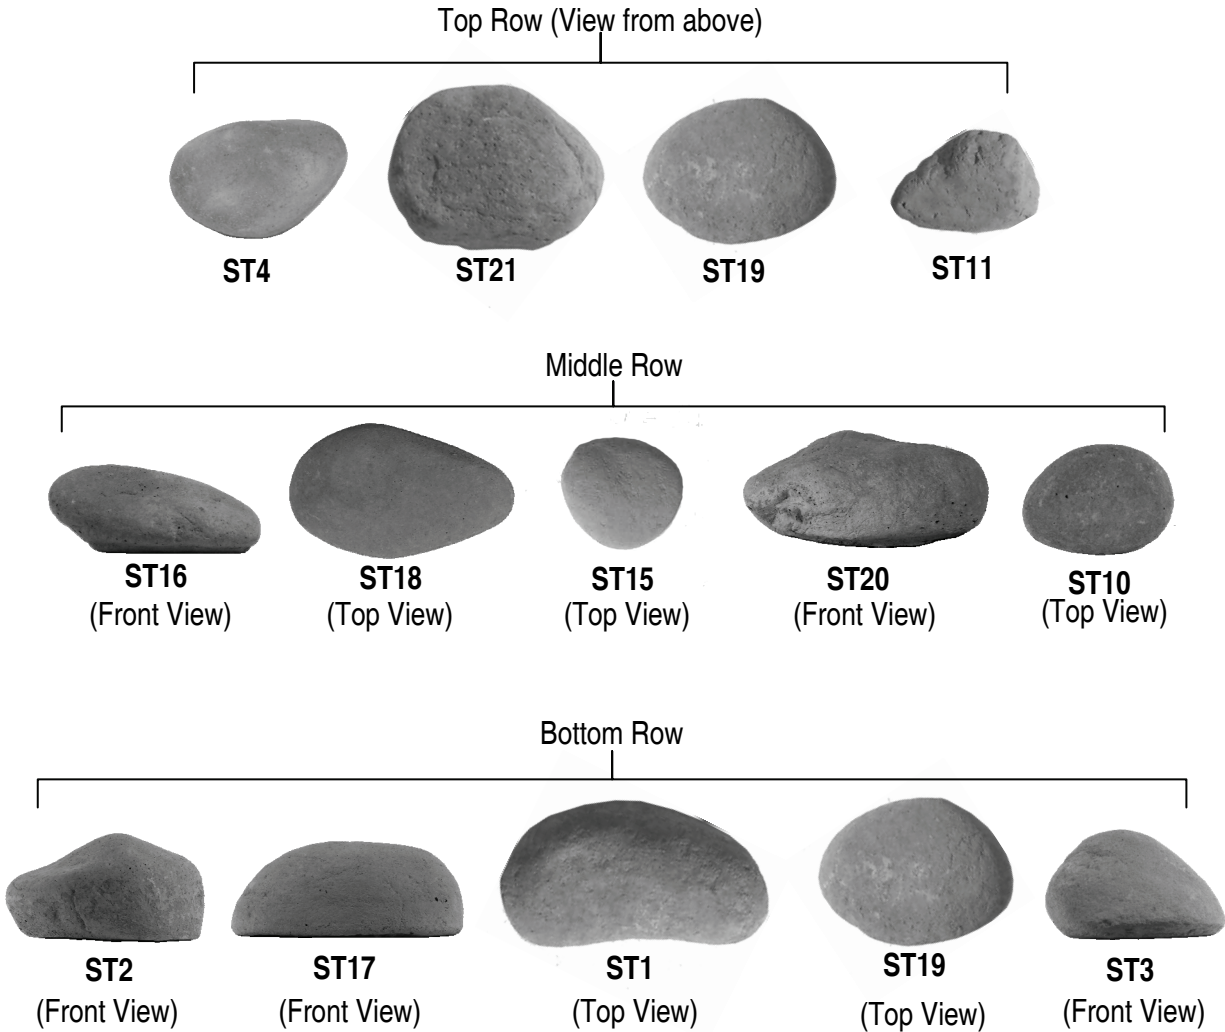 Top Row (View from above)
ST4 ST21 ST19 ST11
Middle Row
ST16 ST18 ST15 ST20 ST10
(Front View) (Top View) (Top View) (Front View) (Top View)
Bottom Row
ST2 ST17 ST1 ST19 ST3
(Front View) (Front View) (Top View) (Top View) (Front View)